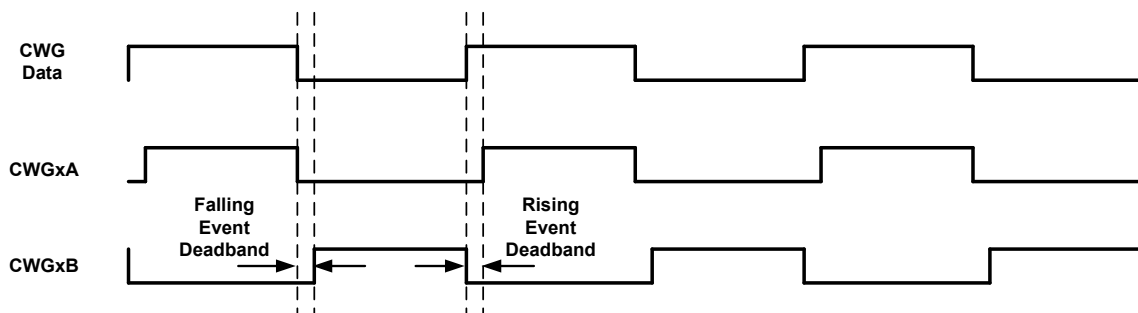 CWG
Data
CWGxA
Falling
Event
Deadband
Rising
Event
Deadband
CWGxB